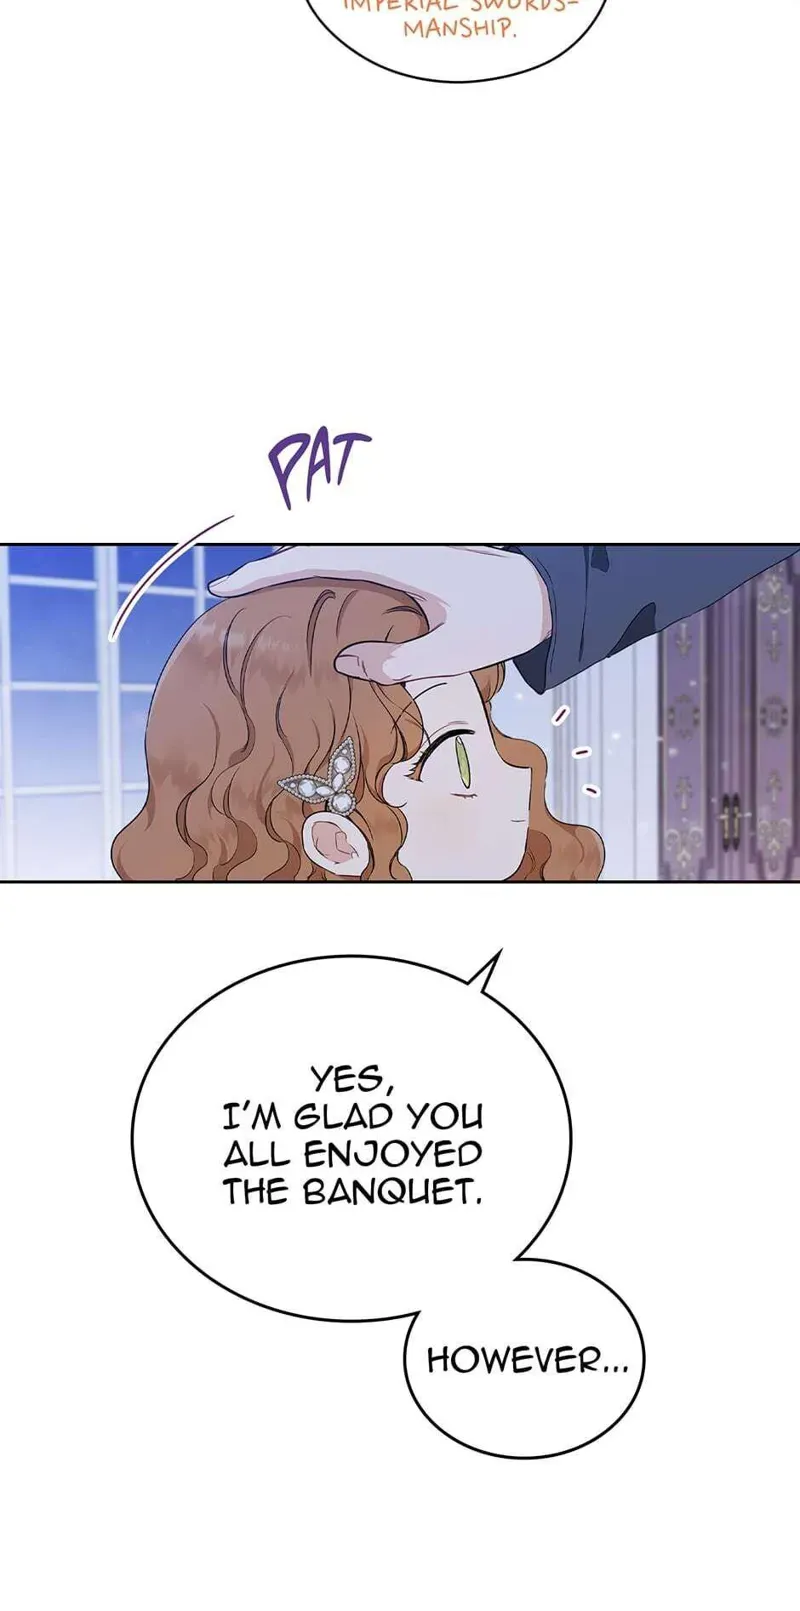 IMPERIAL SWORDS-
MANSHIP.
PAT
YES,
I'M GLAD YOU
ALL ENJOYED
THE BANQUET.
HOWEVER...